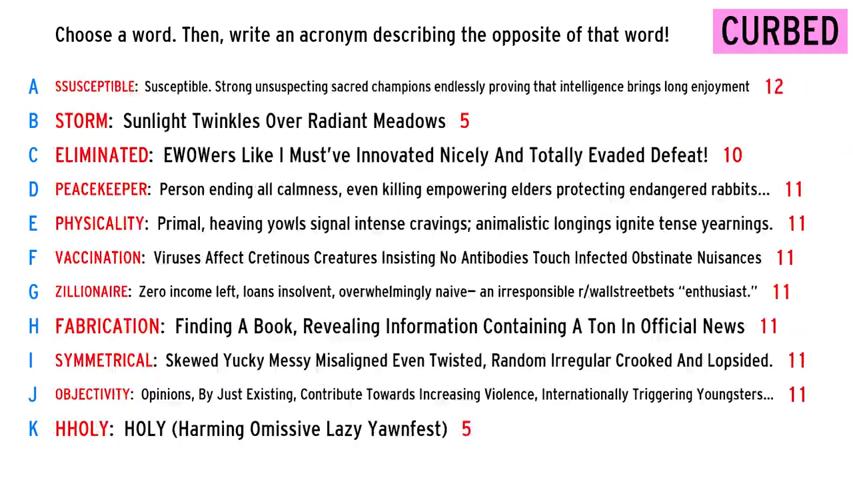 Choose a word. Then, write an acronym describing the opposite of that word!
CURBED
A SSUSCEPTIBLE: Susceptible. Strong unsuspecting sacred champions endlessly proving that intelligence brings long enjoyment 12
B STORM: Sunlight Twinkles Over Radiant Meadows 5
C ELIMINATED: EWOWers Like I Must've Innovated Nicely And Totally Evaded Defeat! 10
D PEACEKEEPER: Person ending all calmness, even killing empowering elders protecting endangered rabbits... 11
E PHYSICALITY: Primal, heaving yowls signal intense cravings; animalistic longings ignite tense yearnings. 11
F VACCINATION: Viruses Affect Cretinous Creatures Insisting No Antibodies Touch Infected Obstinate Nuisances 11
G ZILLIONAIRE: Zero income left, loans insolvent, overwhelmingly naive— an irresponsible r/wallstreetbets "enthusiast." 11
H FABRICATION: Finding A Book, Revealing Information Containing A Ton In Official News 11
I SYMMETRICAL: Skewed Yucky Messy Misaligned Even Twisted, Random Irregular Crooked And Lopsided. 11
J OBJECTIVITY: Opinions, By Just Existing, Contribute Towards Increasing Violence, Internationally Triggering Youngsters... 11
K HHOLY: HOLY (Harming Omissive Lazy Yawnfest) 5